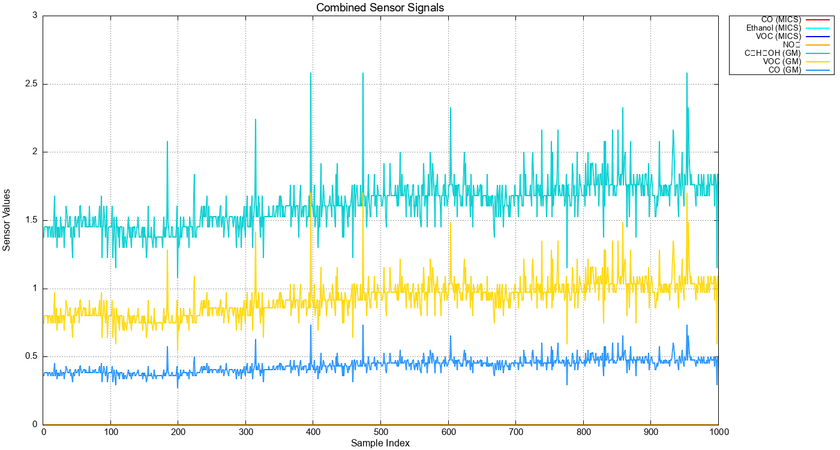 Combined Sensor Signals
CO (MICS)
Ethanol (MICS)
VOC (MICS)
NO
C H OH (GM)
VOC (GM)
CO (GM)
Sensor Values
3
2.5
2
1.5
1
0.5
0
0 100 200 300 400 500 600 700 800 900 1000
Sample Index